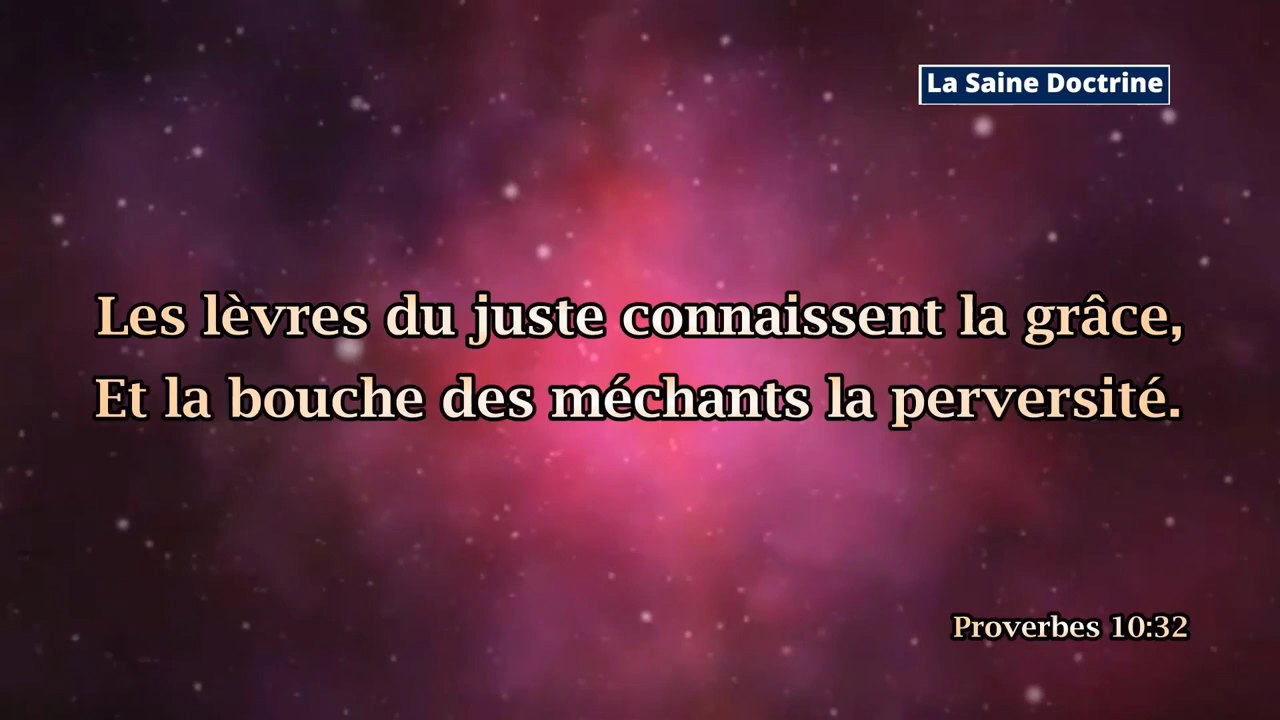 La Saine Doctrine
Les lèvres du juste connaissent la grâce,
Et la bouche des méchants la perversité.
Proverbes 10:32